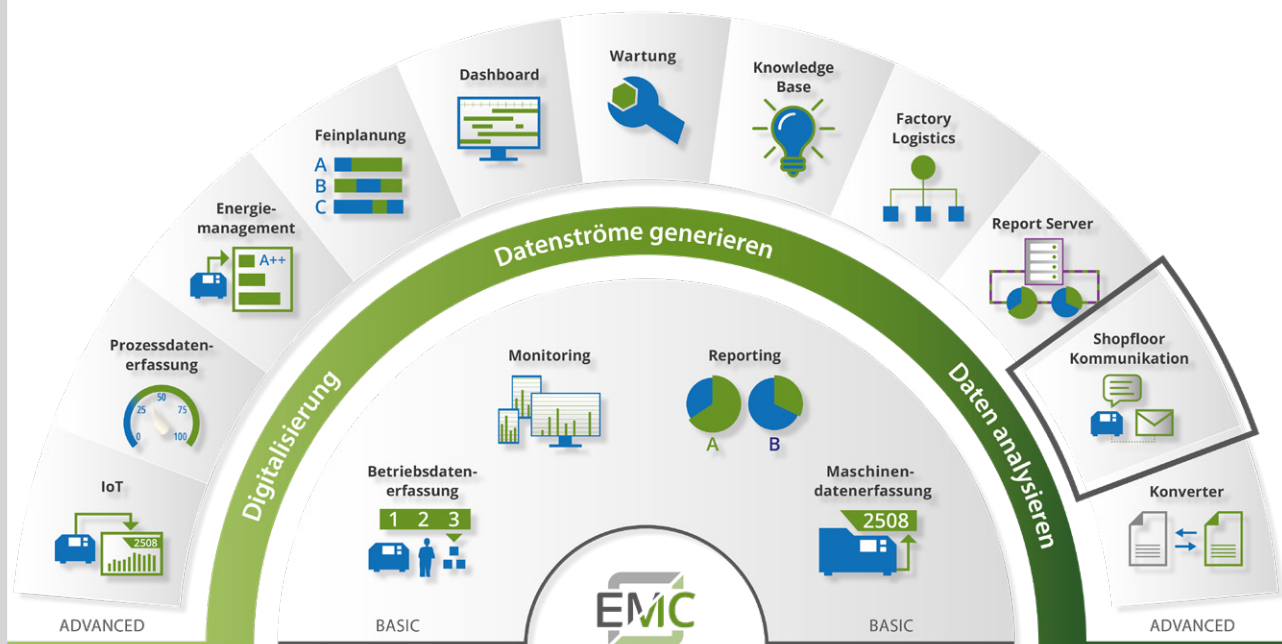 Wartung
Dashboard
Knowledge
Base
Feinplanung
A
B
C
Factory
Logistics
Energie-
management
A++
Report Server
Datenströme generieren
Prozessdaten-
erfassung
0
25
50
75
100
Shopfloor
Kommunikation
Monitoring
Reporting
A
B
Digitalisierung
Daten analysieren
IoT
2508
Betriebsdaten-
erfassung
1 2 3
Maschinen-
datenerfassung
2508
Konverter
EMC
ADVANCED
BASIC
BASIC
ADVANCED